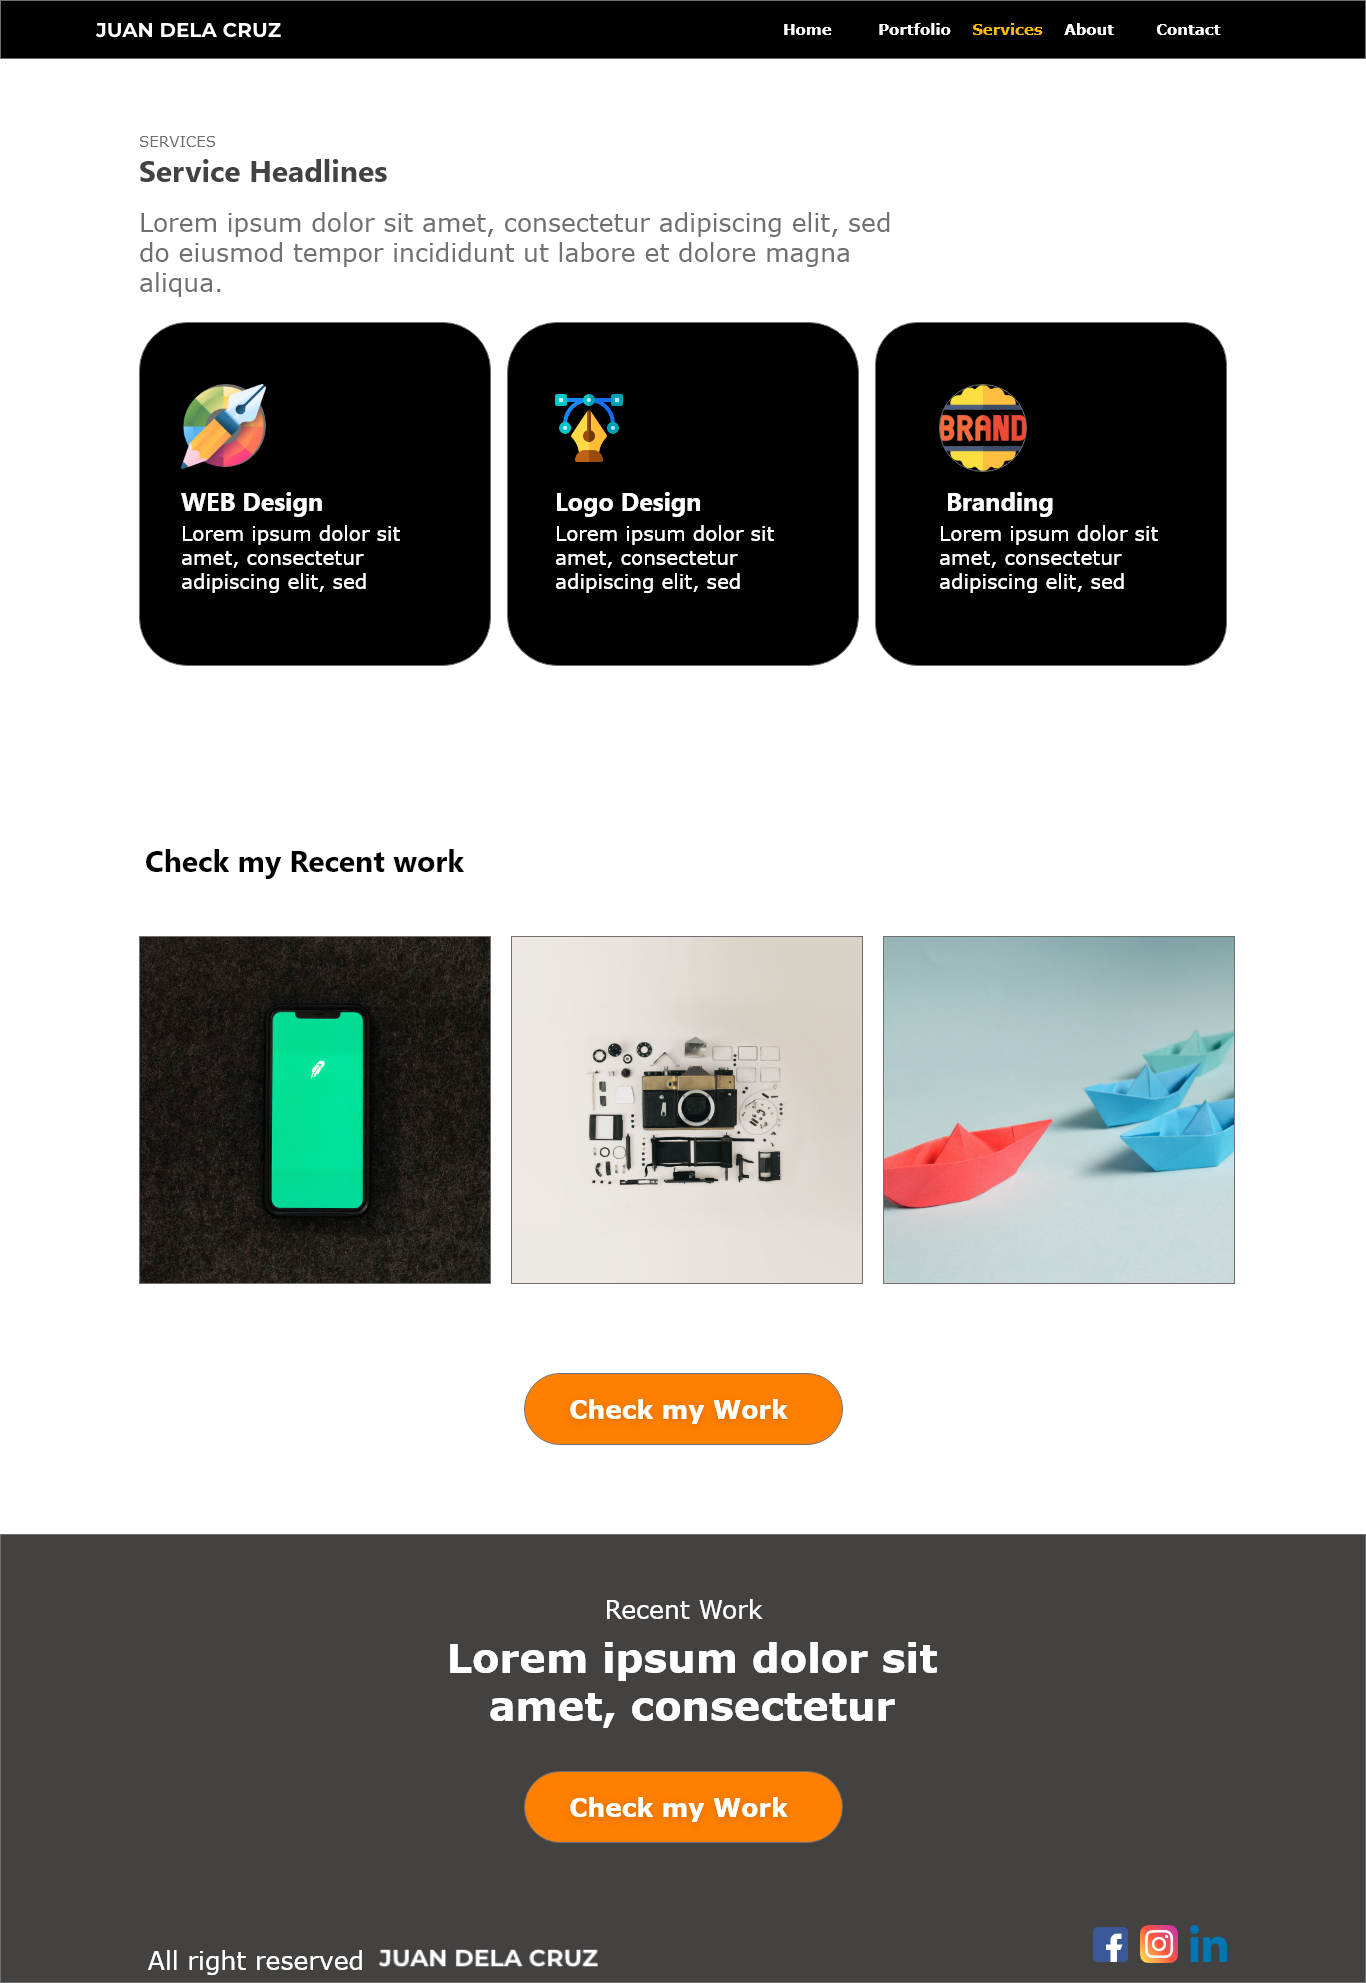 JUAN DELA CRUZ
Home Portfolio Services About Contact
SERVICES
Service Headlines
Lorem ipsum dolor sit amet, consectetur adipiscing elit, sed
do eiusmod tempor incididunt ut labore et dolore magna
aliqua.
BRAND
WEB Design
Lorem ipsum dolor sit
amet, consectetur
adipiscing elit, sed
Logo Design
Lorem ipsum dolor sit
amet, consectetur
adipiscing elit, sed
Branding
Lorem ipsum dolor sit
amet, consectetur
adipiscing elit, sed
Check my Recent work
Check my Work
Recent Work
Lorem ipsum dolor sit
amet, consectetur
Check my Work
All right reserved JUAN DELA CRUZ
f
in